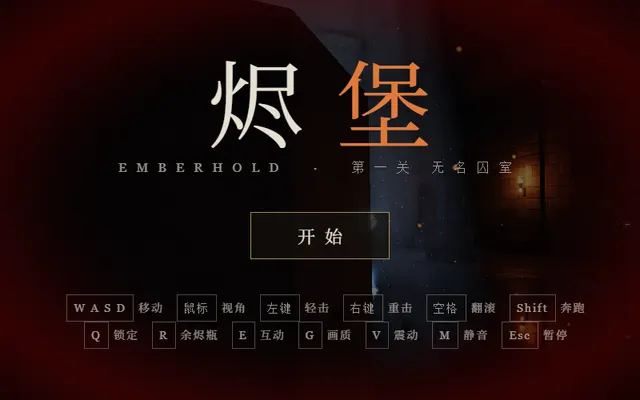 烬堡
EMBERHOLD · 第一关 无名囚室
开始
WASD 移动 鼠标 视角 左键 轻击 右键 重击 空格 翻滚 Shift 奔跑
Q 锁定 R 余烬瓶 E 互动 G 画质 V 震动 M 静音 Esc 暂停